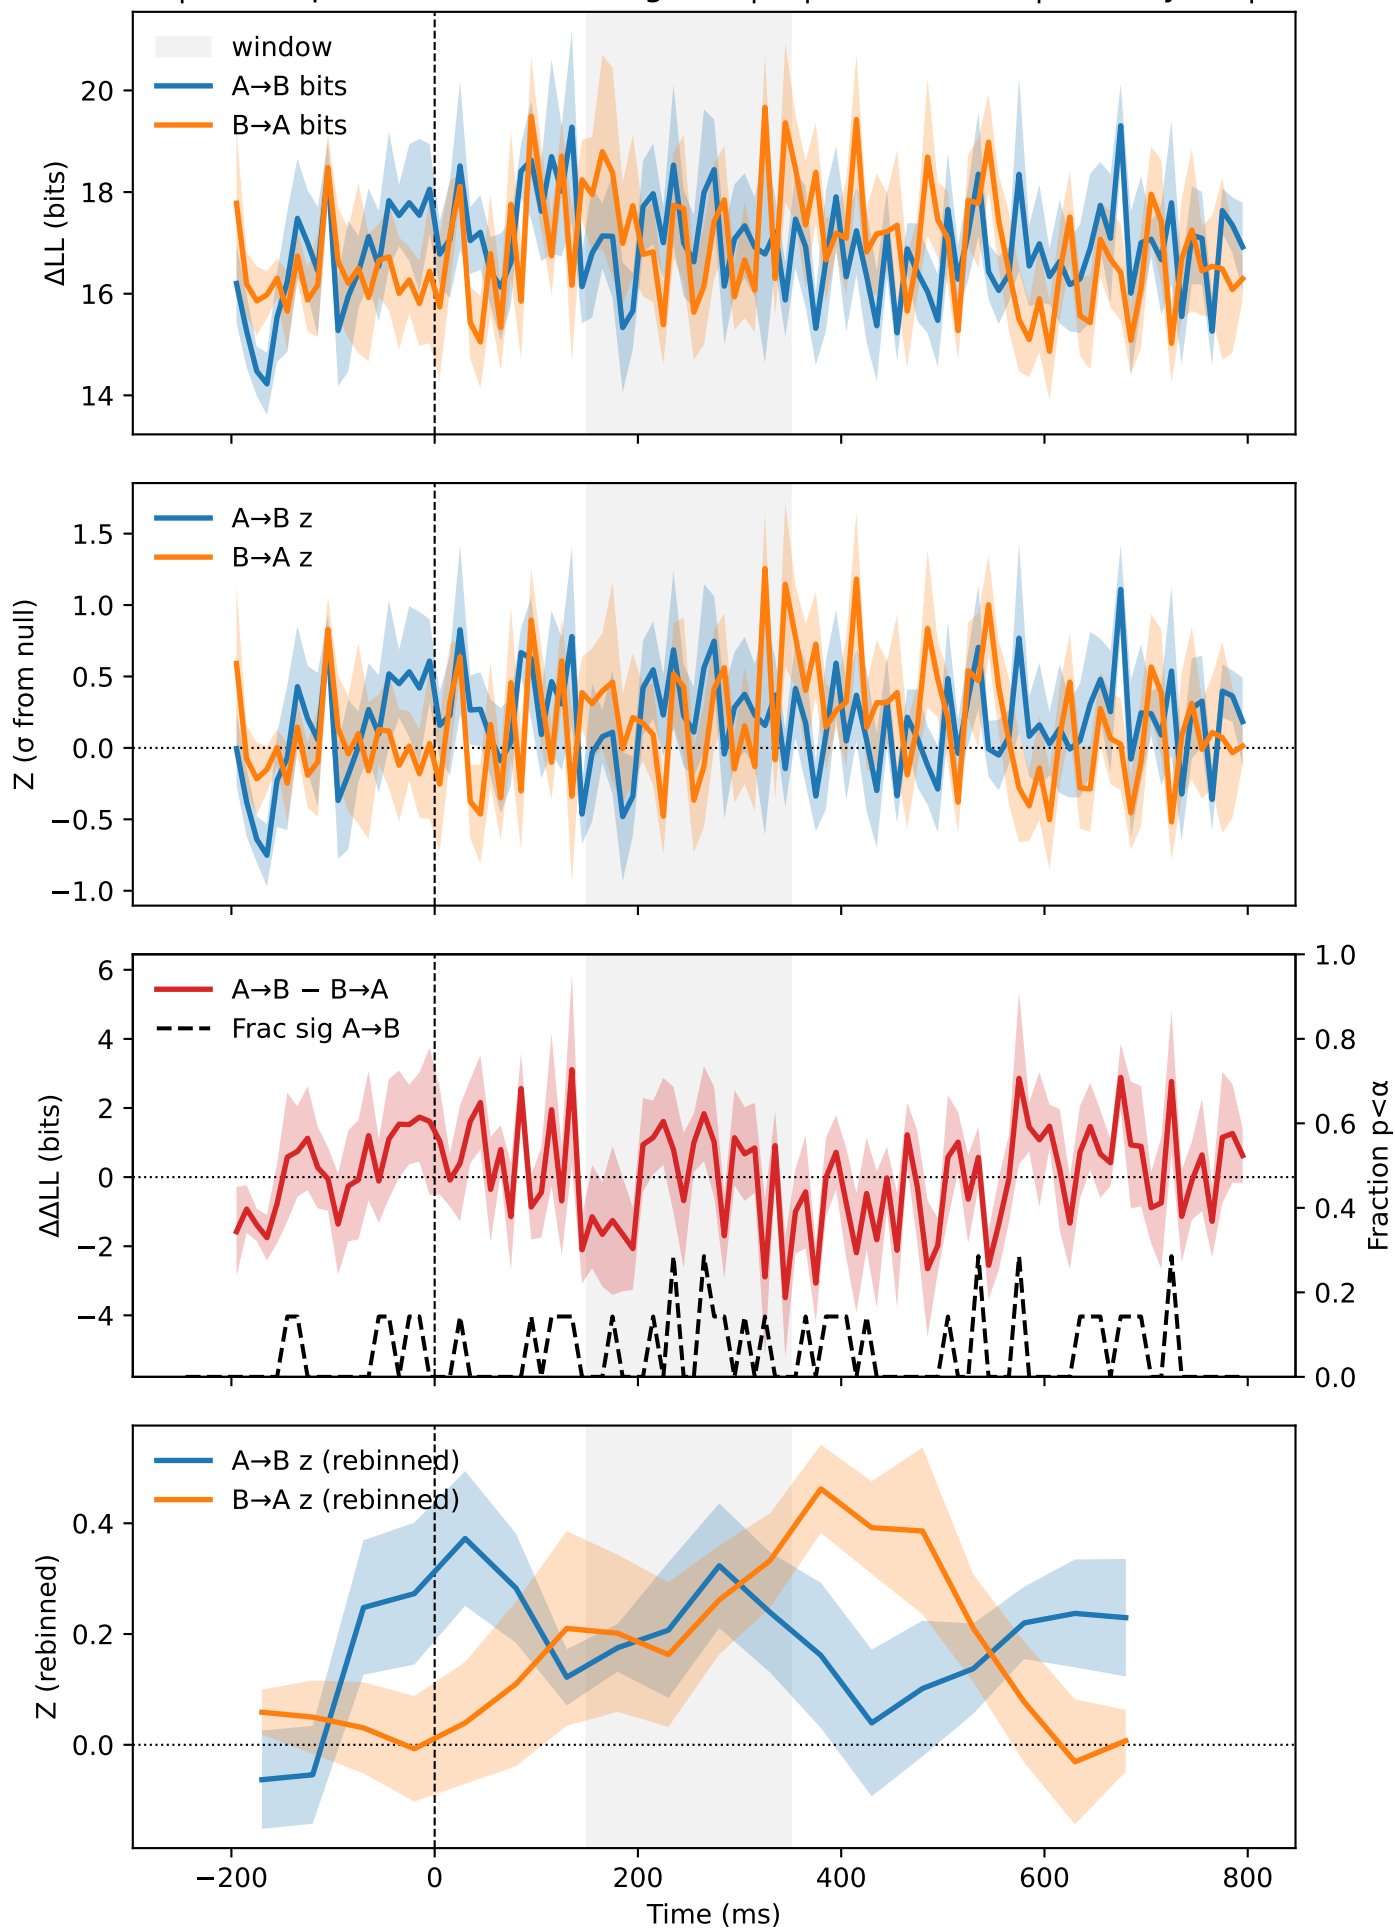 window
A→B bits
B→A bits
ΔLL (bits)
20
18
16
14
A→B z
B→A z
Z (σ from null)
1.5
1.0
0.5
0.0
−0.5
−1.0
A→B − B→A
Frac sig A→B
ΔΔLL (bits)
6
4
2
0
−2
−4
1.0
0.8
0.6
0.4
0.2
0.0
Fraction p<α
A→B z (rebinned)
B→A z (rebinned)
Z (rebinned)
0.4
0.2
0.0
−200
0
200
400
600
800
Time (ms)